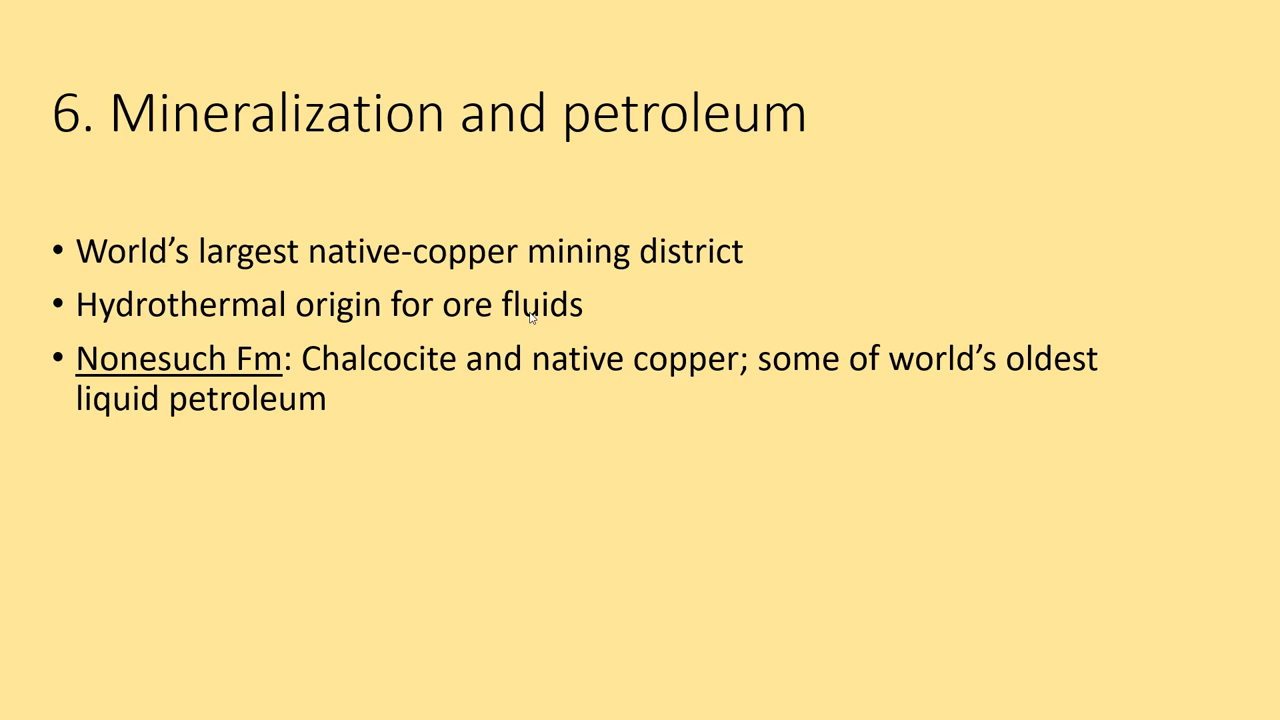 6. Mineralization and petroleum
• World’s largest native-copper mining district
• Hydrothermal origin for ore fluids
• Nonesuch Fm: Chalcocite and native copper; some of world’s oldest
liquid petroleum